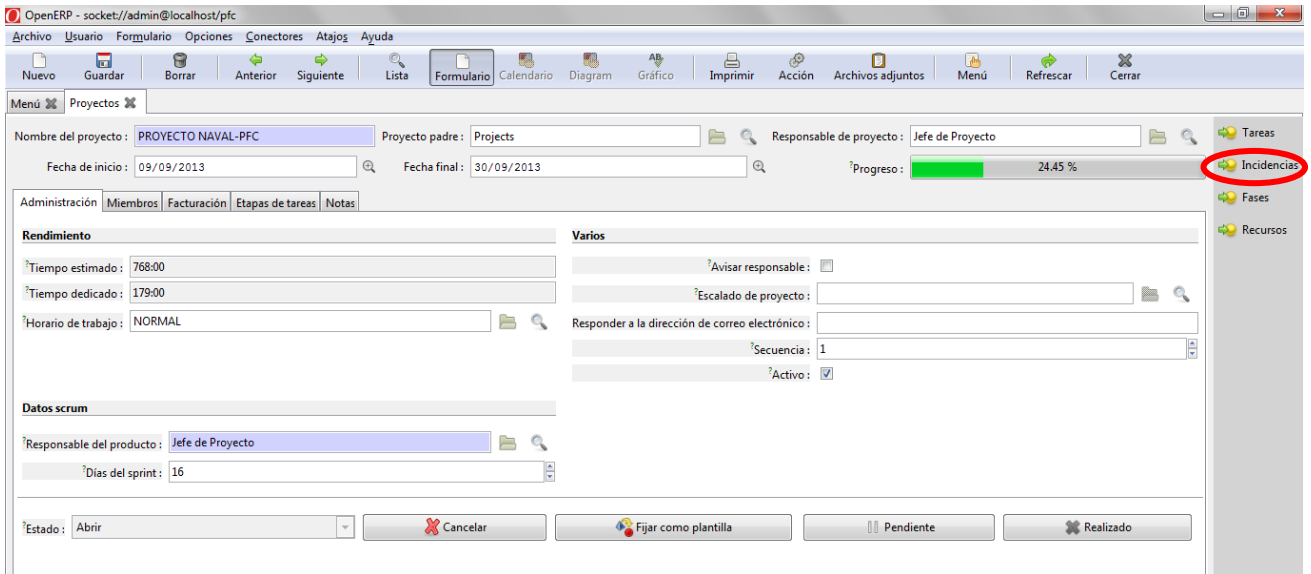 OpenERP - socket://admin@localhost/pfc
Archivo Usuario Formulario Opciones Conectores Atajos Ayuda
Nuevo Guardar Borrar Anterior Siguiente Lista Formulario Calendario Diagram Gráfico Imprimir Acción Archivos adjuntos Menú Refrescar Cerrar
Menú Proyectos
Nombre del proyecto : PROYECTO NAVAL-PFC Proyecto padre : Projects Responsable de proyecto : Jefe de Proyecto Tareas
Fecha de inicio : 09/09/2013 Fecha final : 30/09/2013 ?Progreso : 24.45 % Incidencias
Administración Miembros Facturación Etapas de tareas Notas Fases
Rendimiento Varios Recursos
?Tiempo estimado : 768:00 ?Avisar responsable :
?Tiempo dedicado : 179:00 ?Escalado de proyecto :
?Horario de trabajo : NORMAL Responder a la dirección de correo electrónico :
?Secuencia : 1
?Activo :
Datos scrum
?Responsable del producto : Jefe de Proyecto
?Días del sprint : 16
?Estado : Abrir Cancelar Fijar como plantilla Pendiente Realizado